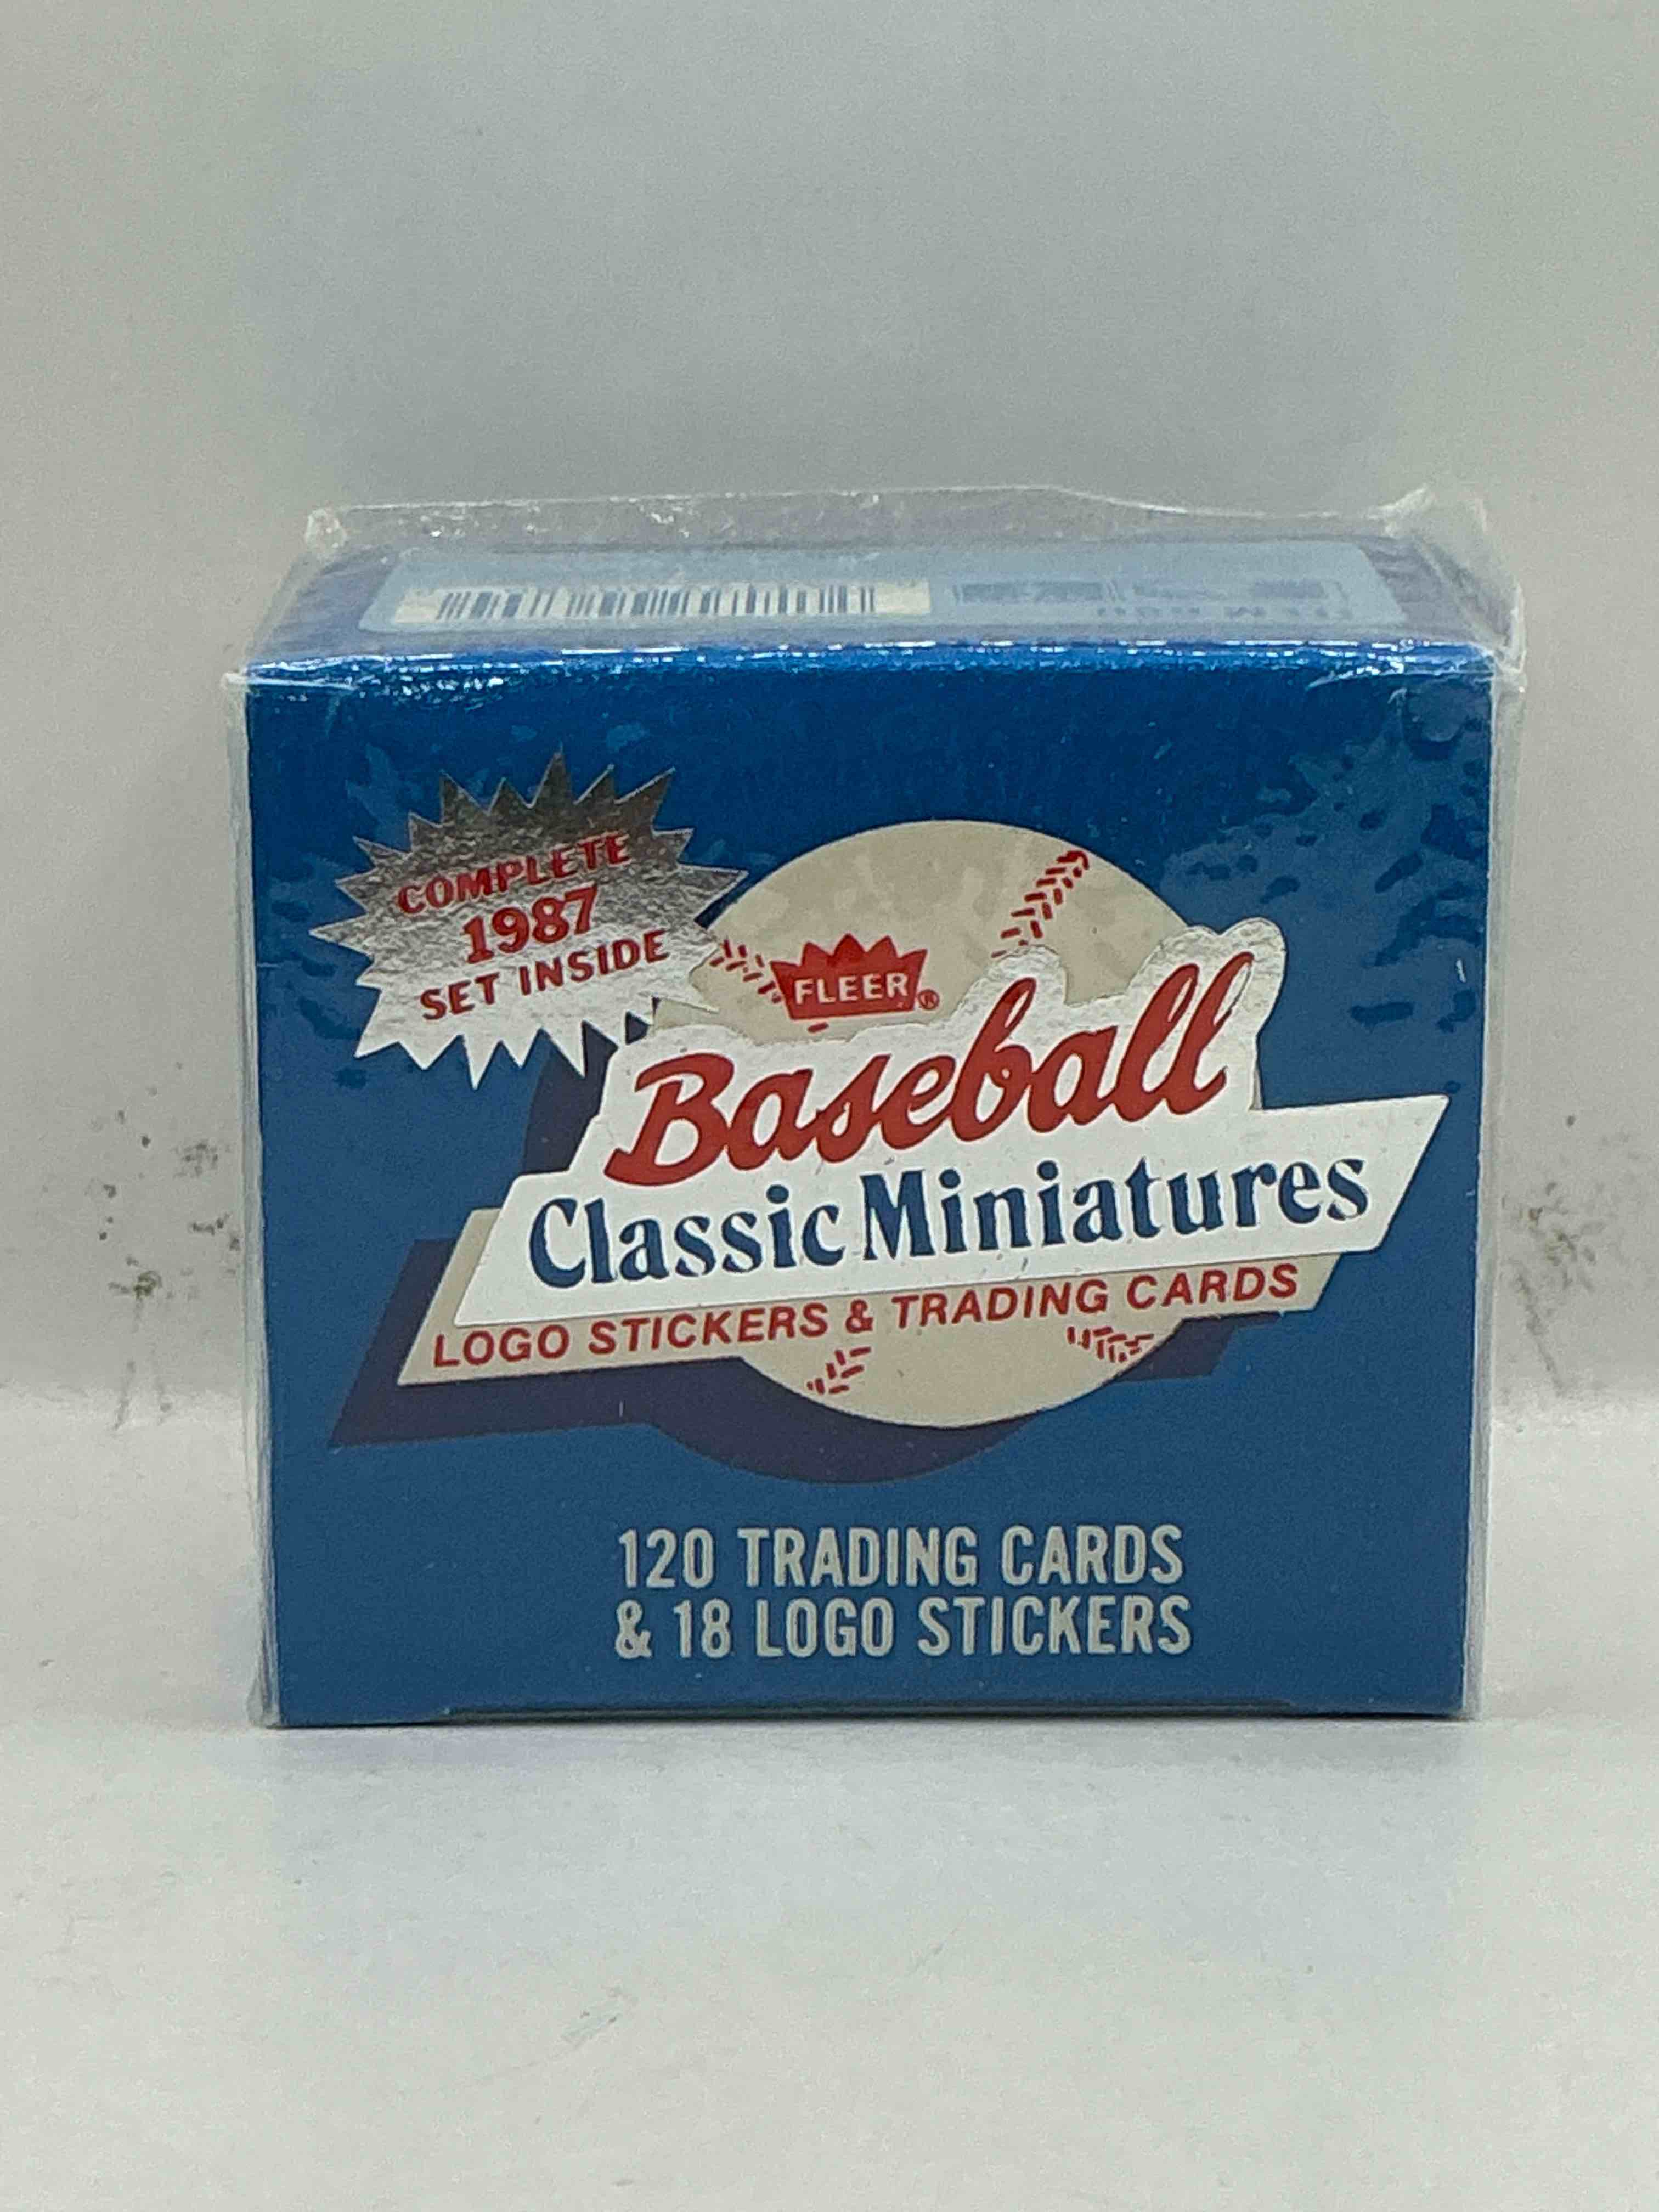 COMPLETE
1987
SET INSIDE
FLEER®
Baseball
Classic Miniatures
LOGO STICKERS & TRADING CARDS
120 TRADING CARDS
& 18 LOGO STICKERS